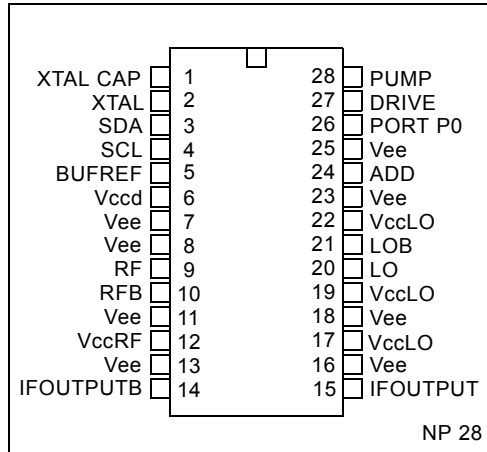 XTAL CAP 1 28 PUMP
XTAL 2 27 DRIVE
SDA 3 26 PORT P0
SCL 4 25 Vee
BUFREF 5 24 ADD
Vccd 6 23 Vee
Vee 7 22 VccLO
Vee 8 21 LOB
RF 9 20 LO
RFB 10 19 VccLO
Vee 11 18 Vee
VccRF 12 17 VccLO
Vee 13 16 Vee
IFOUTPUTB 14 15 IFOUTPUT
NP 28